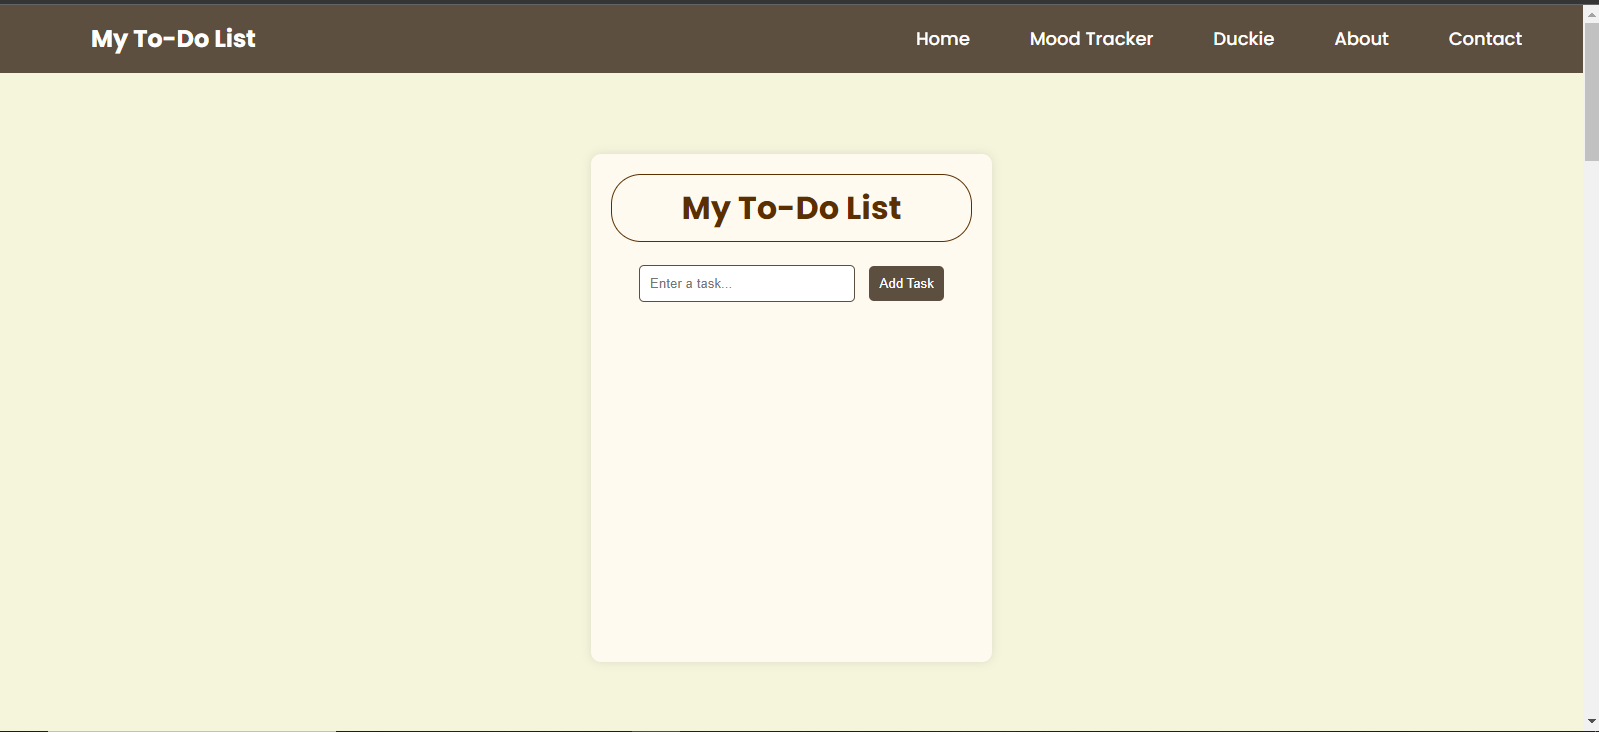 My To-Do List
Home Mood Tracker Duckie About Contact
My To-Do List
Enter a task... Add Task